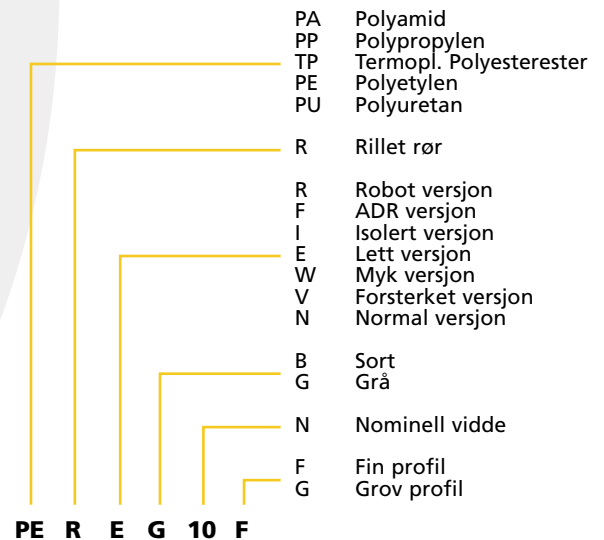 PA Polyamid
PP Polypropylen
TP Termopl. Polyesterester
PE Polyetylen
PU Polyuretan
R Rillet rør
R Robot versjon
F ADR versjon
I Isolert versjon
E Lett versjon
W Myk versjon
V Forsterket versjon
N Normal versjon
B Sort
G Grå
N Nominell vidde
F Fin profil
G Grov profil
PE R E G 10 F